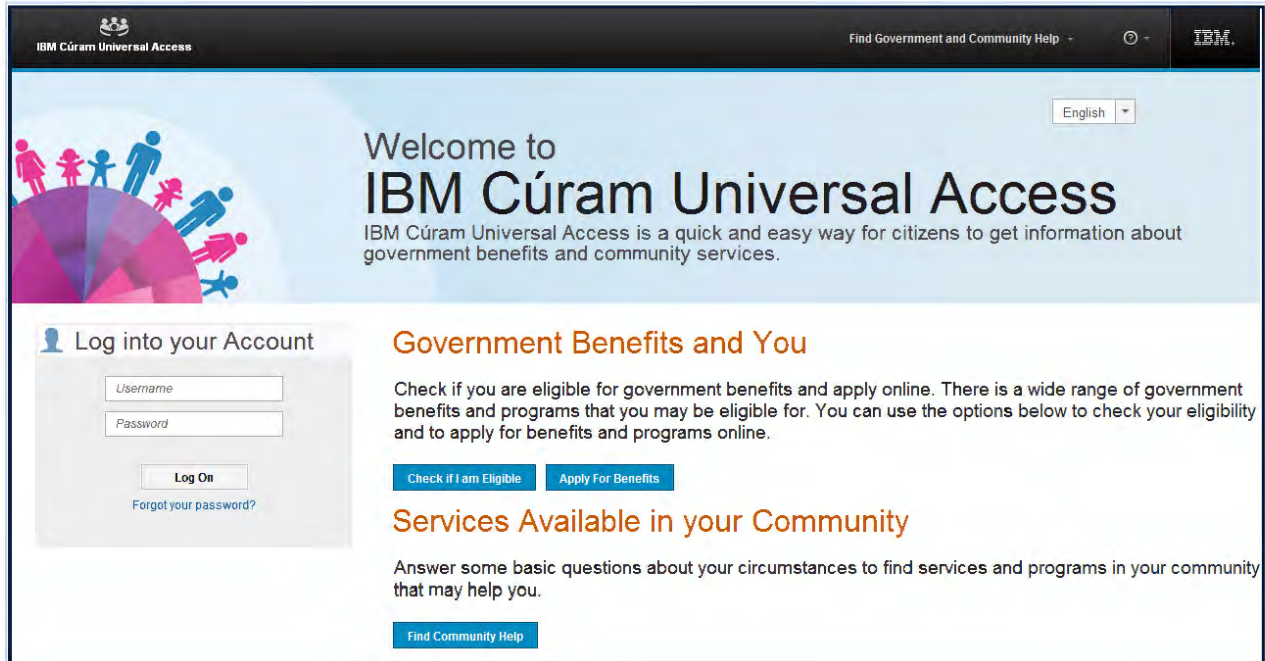 IBM Cúram Universal Access
Find Government and Community Help
IBM.
English
Welcome to
IBM Cúram Universal Access
IBM Cúram Universal Access is a quick and easy way for citizens to get information about
government benefits and community services.
Log into your Account
Username
Password
Log On
Forgot your password?
Government Benefits and You
Check if you are eligible for government benefits and apply online. There is a wide range of government
benefits and programs that you may be eligible for. You can use the options below to check your eligibility
and to apply for benefits and programs online.
Check if I am Eligible
Apply For Benefits
Services Available in your Community
Answer some basic questions about your circumstances to find services and programs in your community
that may help you.
Find Community Help